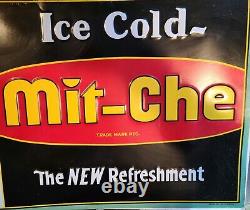 Ice Cold~
Mit-Che
TRADE MARK REG.
The NEW Refreshment